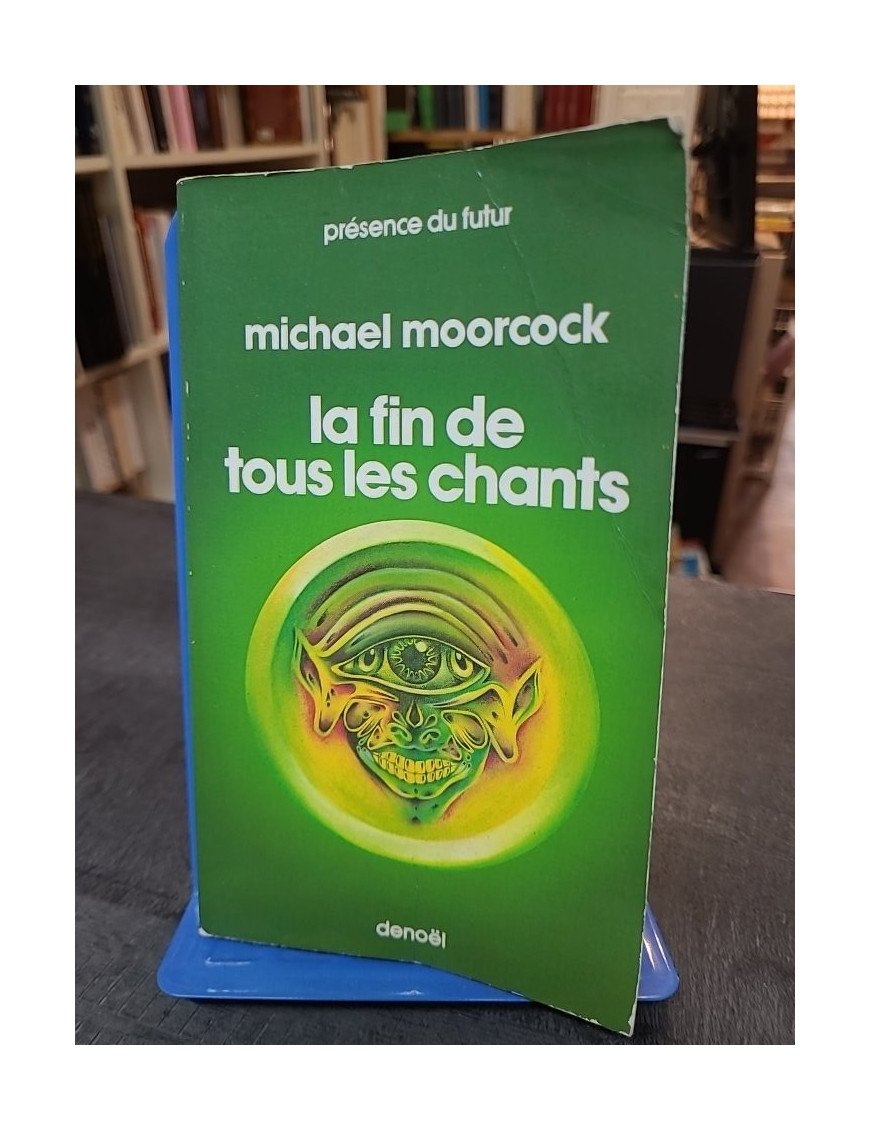 présence du futur
michael moorcock
la fin de
tous les chants
denoël